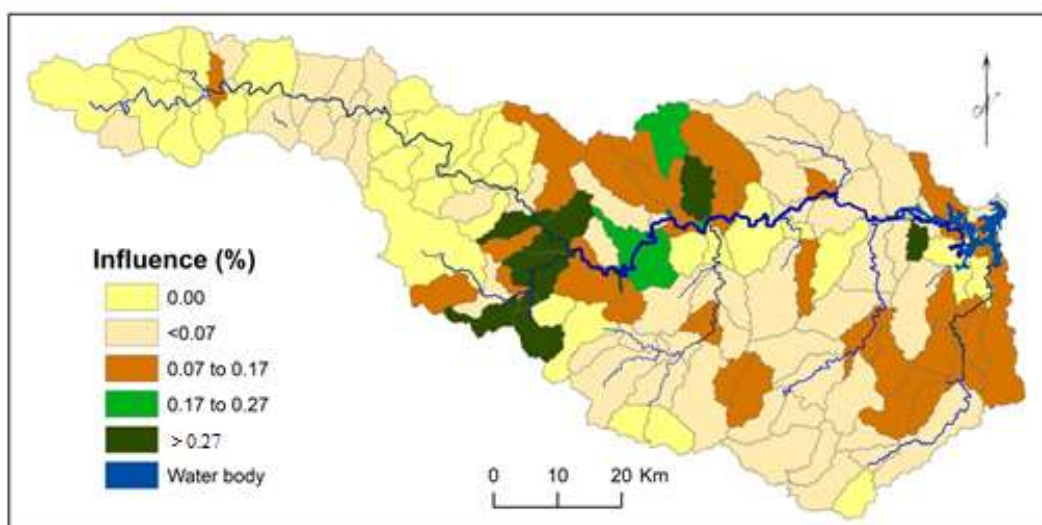 Influence (%)
0.00
<0.07
0.07 to 0.17
0.17 to 0.27
> 0.27
Water body
0 10 20 Km